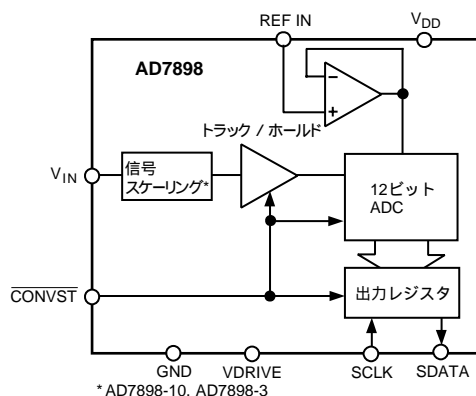 REF IN
VDD
AD7898
トラック / ホールド
VIN
信号
スケーリング*
12ビット
ADC
CONVST
出力レジスタ
GND
VDRIVE
SCLK
SDATA
* AD7898-10、AD7898-3